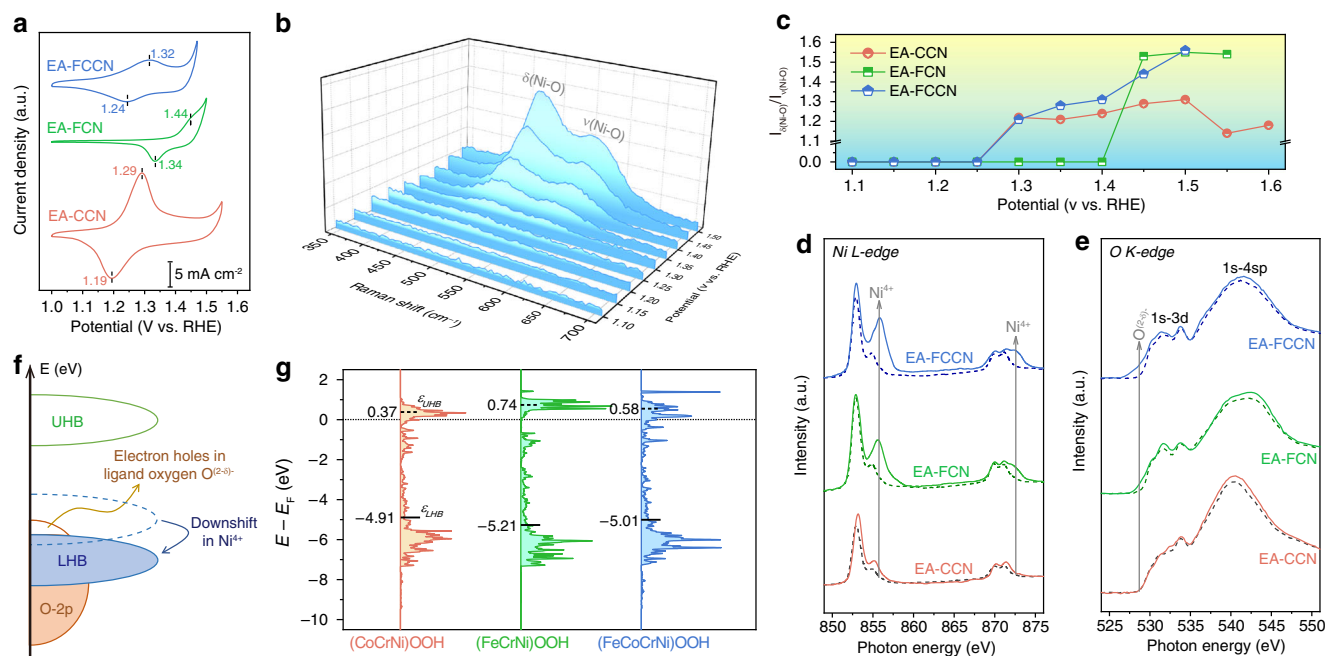 a
EA-FCCN
1.32
1.24
EA-FCN
1.44
1.34
1.29
EA-CCN
1.19
5 mA cm-2
Current density (a.u.)
1.0 1.1 1.2 1.3 1.4 1.5 1.6
Potential (V vs. RHE)
b
δ(Ni-O)
ν(Ni-O)
350 400 450 500 550 600 650 700
Raman shift (cm⁻¹)
1.10 1.15 1.20 1.25 1.30 1.35 1.40 1.45 1.50
Potential (v vs. RHE)
c
EA-CCN
EA-FCN
EA-FCCN
Iδ(Ni-O)/Iν(Ni-O)
1.6
1.5
1.4
1.3
1.2
1.1
0.0
1.1 1.2 1.3 1.4 1.5 1.6
Potential (v vs. RHE)
d
Ni L-edge
Ni⁴⁺
Ni⁴⁺
EA-FCCN
EA-FCN
EA-CCN
Intensity (a.u.)
850 855 860 865 870 875
Photon energy (eV)
e
O K-edge
1s-4sp
1s-3d
O(2-δ)-
EA-FCCN
EA-FCN
EA-CCN
Intensity (a.u.)
525 530 535 540 545 550
Photon energy (eV)
f
E (eV)
UHB
Electron holes in
ligand oxygen O(2-δ)-
Downshift
in Ni⁴⁺
LHB
O-2p
g
E − EF (eV)
2
0
−2
−4
−6
−8
−10
0.37
εUHB
0.74
0.58
−4.91
εLHB
−5.21
−5.01
(CoCrNi)OOH
(FeCrNi)OOH
(FeCoCrNi)OOH